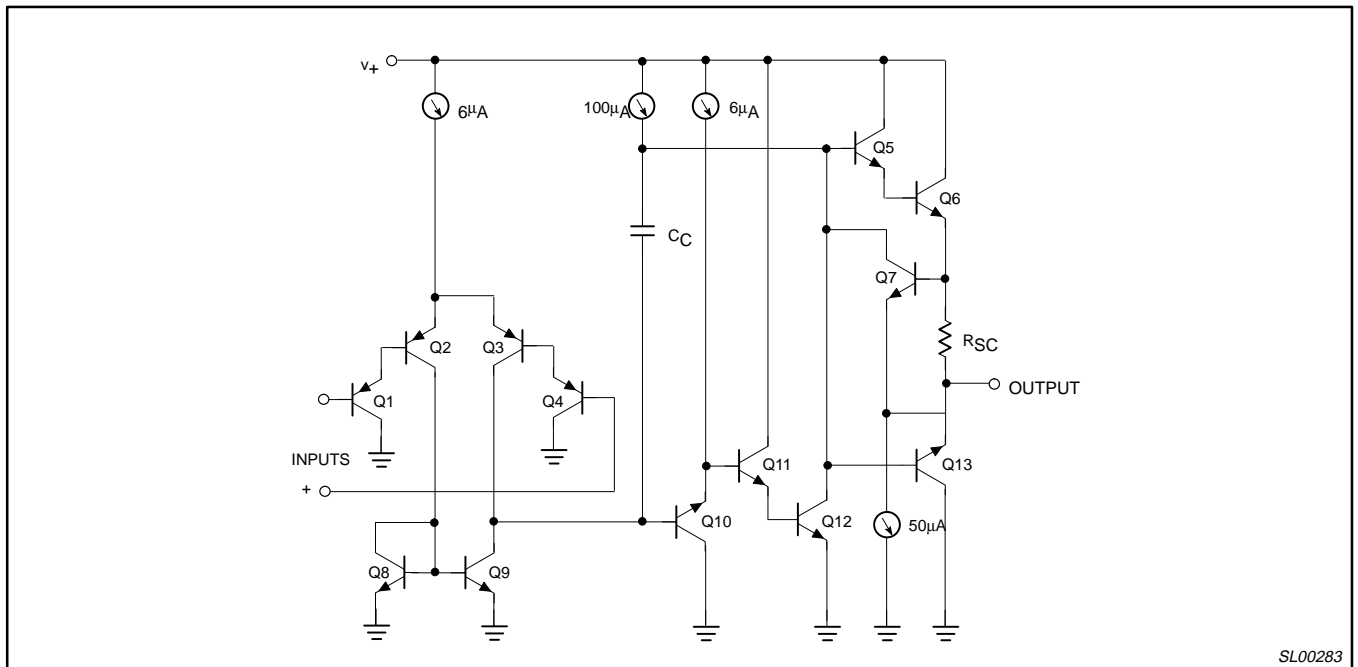 V+
6μA
100μA
6μA
Q5
Q6
CC
Q7
Q2
Q3
RSC
OUTPUT
Q1
Q4
INPUTS
+
Q11
Q13
Q10
Q12
50μA
Q8
Q9
SL00283